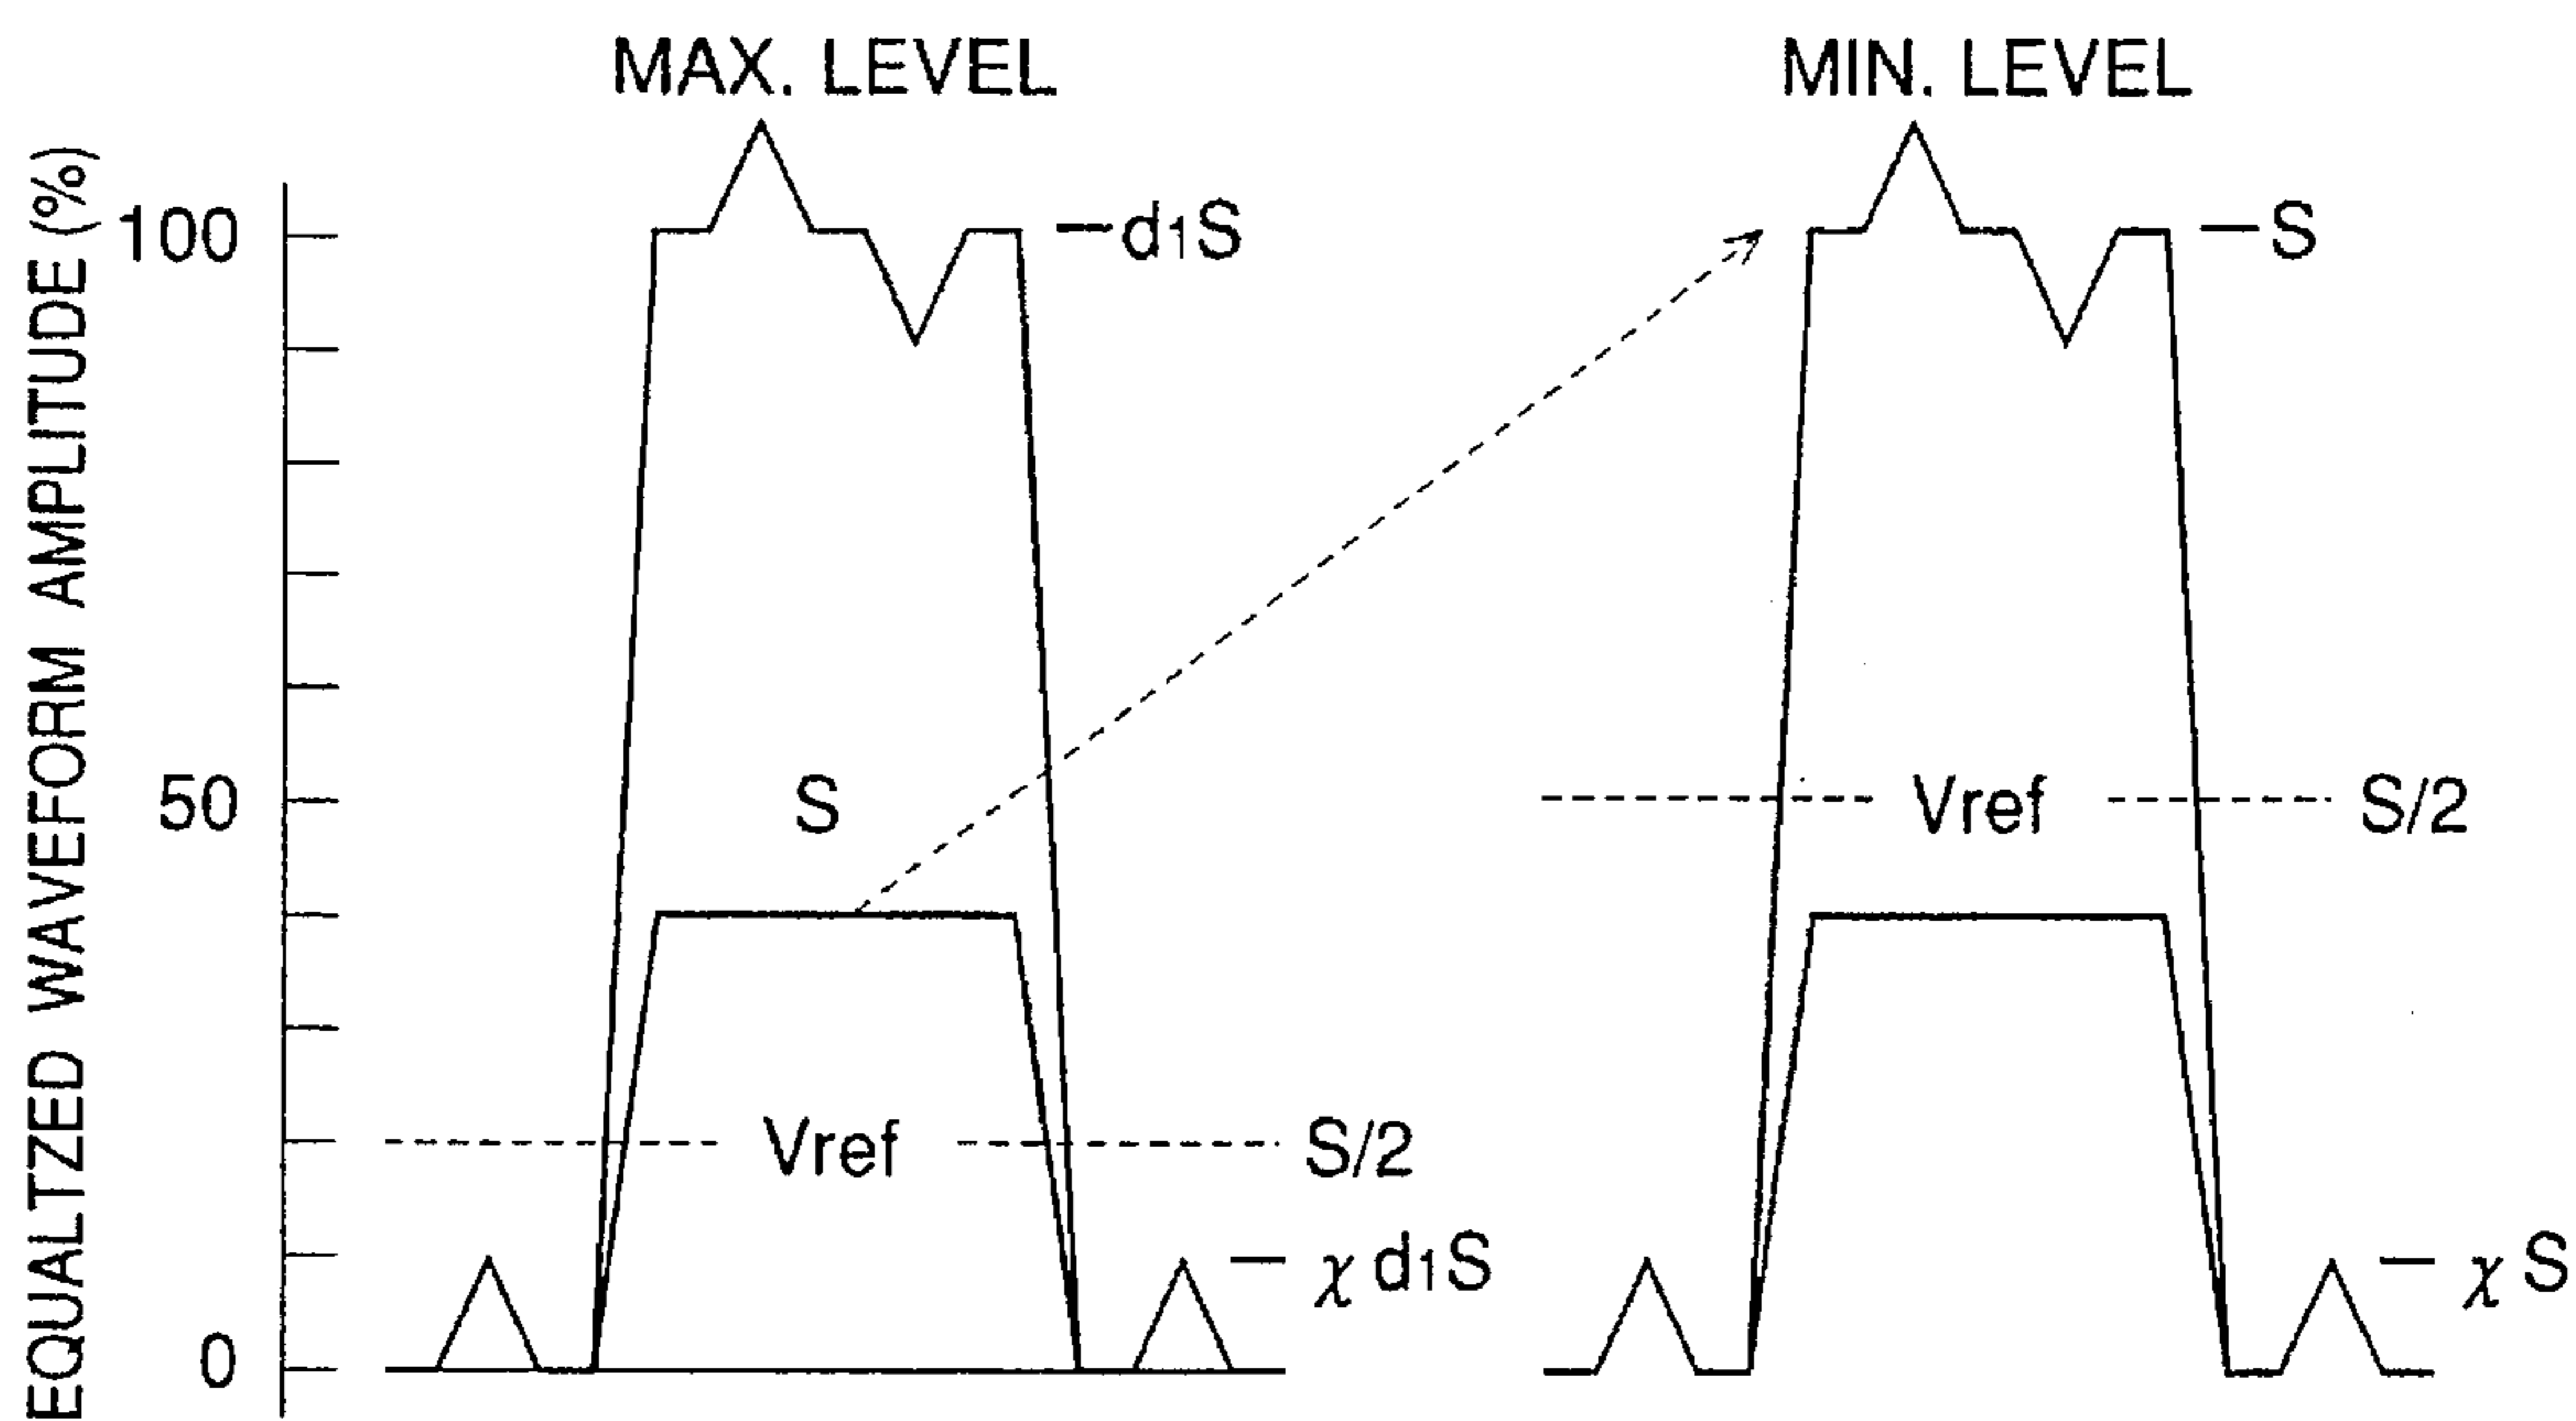 MAX. LEVEL
MIN. LEVEL
EQUALTZED WAVEFORM AMPLITUDE (%)
100
50
0
d1S
S
Vref
S/2
χ d1S
S
Vref
S/2
χ S